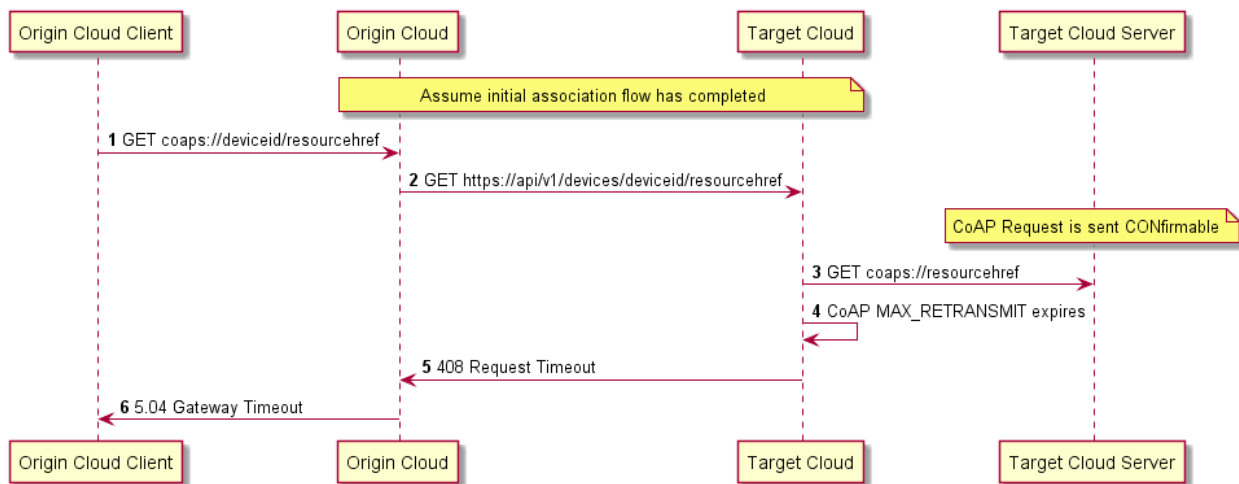 Origin Cloud Client
Origin Cloud
Target Cloud
Target Cloud Server
Assume initial association flow has completed
1 GET coaps://deviceid/resourcehref
2 GET https://api/v1/devices/deviceid/resourcehref
CoAP Request is sent CONfirmable
3 GET coaps://resourcehref
4 CoAP MAX_RETRANSMIT expires
5 408 Request Timeout
6 5.04 Gateway Timeout
Origin Cloud Client
Origin Cloud
Target Cloud
Target Cloud Server